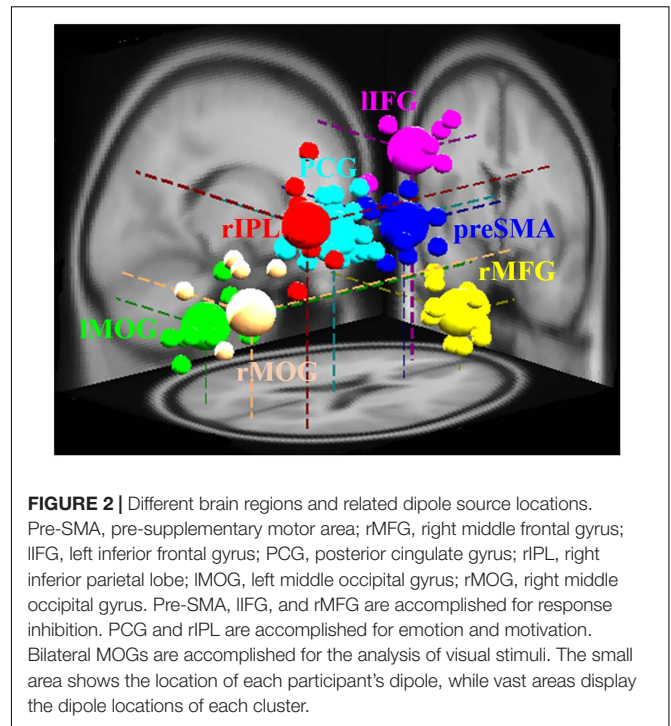 lIFG
PCG
rIPL
preSMA
rMFG
lMOG
rMOG
FIGURE 2 | Different brain regions and related dipole source locations.
Pre-SMA, pre-supplementary motor area; rMFG, right middle frontal gyrus;
lIFG, left inferior frontal gyrus; PCG, posterior cingulate gyrus; rIPL, right
inferior parietal lobe; lMOG, left middle occipital gyrus; rMOG, right middle
occipital gyrus. Pre-SMA, lIFG, and rMFG are accomplished for response
inhibition. PCG and rIPL are accomplished for emotion and motivation.
Bilateral MOGs are accomplished for the analysis of visual stimuli. The small
area shows the location of each participant's dipole, while vast areas display
the dipole locations of each cluster.